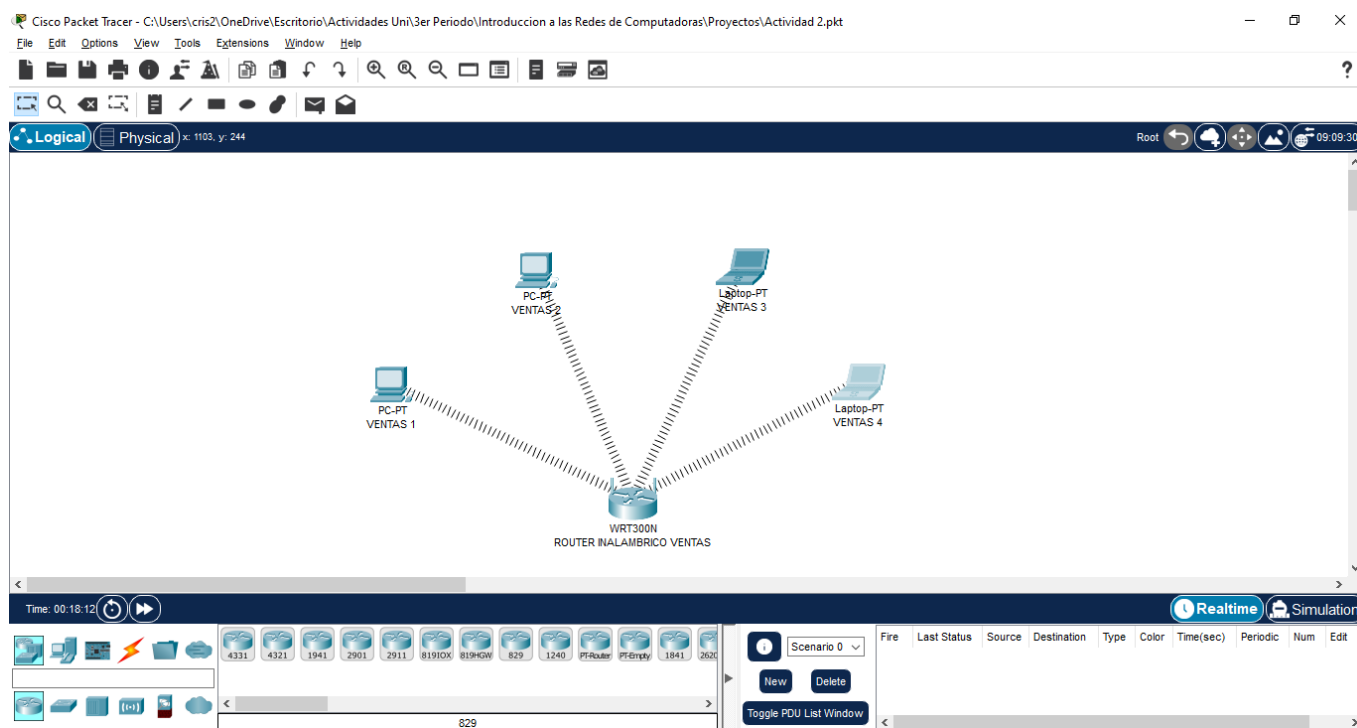 Cisco Packet Tracer - C:\Users\cris2\OneDrive\Escritorio\Actividades Uni\3er Periodo\Introduccion a las Redes de Computadoras\Proyectos\Actividad 2.pkt
File Edit Options View Tools Extensions Window Help
?
Logical Physical x: 1103, y: 244 Root 09:09:30
PC-PT
VENTAS 2
Laptop-PT
VENTAS 3
PC-PT
VENTAS 1
Laptop-PT
VENTAS 4
WRT300N
ROUTER INALAMBRICO VENTAS
Time: 00:18:12 Realtime Simulation
4331 4321 1941 2901 2911 819IOX 819HGW 829 1240 PT-Router PT-Empty 1841 2620
829
Scenario 0
New Delete
Toggle PDU List Window
Fire Last Status Source Destination Type Color Time(sec) Periodic Num Edit